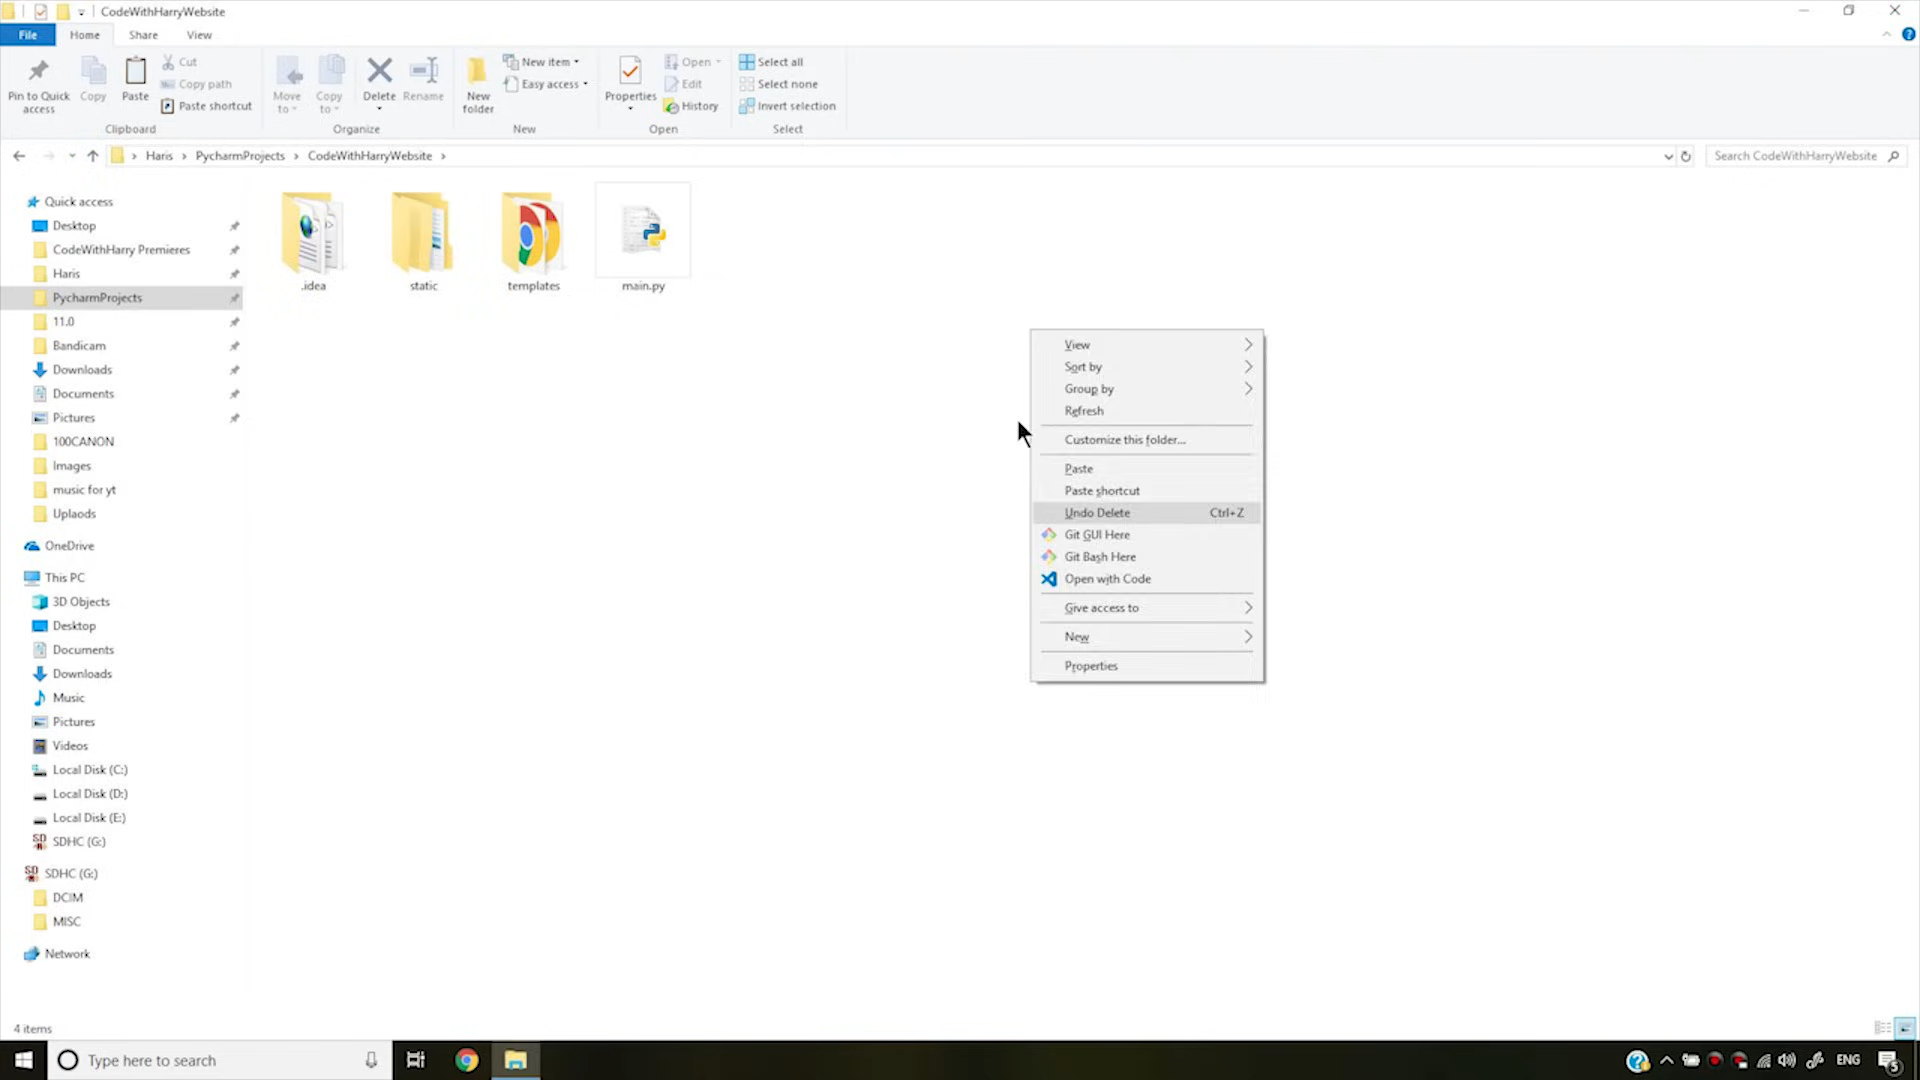 CodeWithHarryWebsite
File Home Share View
?
Pin to Quick access
Copy
Paste
Cut
Copy path
Paste shortcut
Clipboard
Move to
Copy to
Delete
Rename
Organize
New folder
New item
Easy access
New
Properties
Open
Edit
History
Open
Select all
Select none
Invert selection
Select
Haris > PycharmProjects > CodeWithHarryWebsite >
Search CodeWithHarryWebsite
Quick access
Desktop
CodeWithHarry Premieres
Haris
PycharmProjects
11.0
Bandicam
Downloads
Documents
Pictures
100CANON
Images
music for yt
Uplaods
OneDrive
This PC
3D Objects
Desktop
Documents
Downloads
Music
Pictures
Videos
Local Disk (C:)
Local Disk (D:)
Local Disk (E:)
SDHC (G:)
SDHC (G:)
DCIM
MISC
Network
.idea
static
templates
main.py
View
Sort by
Group by
Refresh
Customize this folder...
Paste
Paste shortcut
Undo Delete Ctrl+Z
Git GUI Here
Git Bash Here
Open with Code
Give access to
New
Properties
4 items
Type here to search
ENG
5